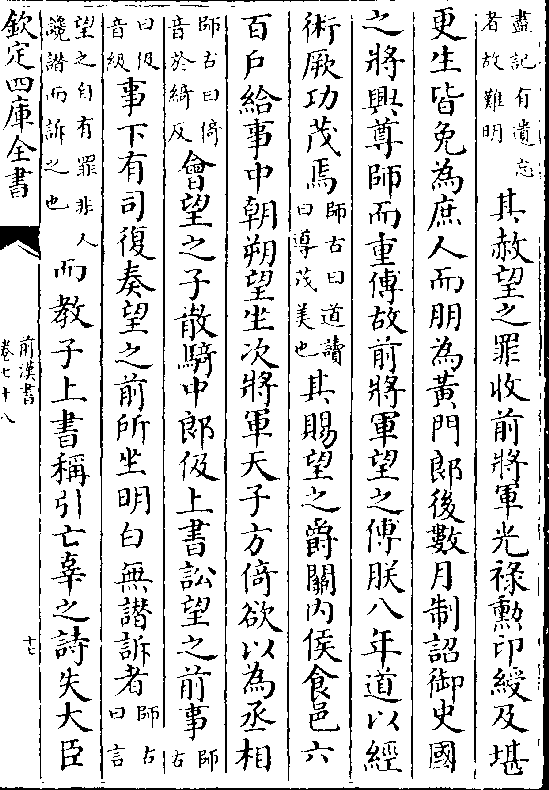 盡記有遺忘
者故難明
其赦望之罪收前將軍光祿勲印綬及堪
更生皆免為庶人而朋為黃門郎後數月制詔御史國
之將興尊師而重傅故前將軍望之傅朕八年道以經
術厥功茂焉
師古曰道讀
曰導茂美也
其賜望之爵關內侯食邑六
百戶給事中朝朔望坐次將軍天子方倚欲以為丞相
師古曰倚
音於綺反
會望之子散騎中郎伋上書訟望之前事
師
古
曰伋
音級
事下有司復奏望之前所坐明白無譖訴者
師古
曰言
望之自有罪非人
讒譖而訴之也
而教子上書稱引亡辜之詩失大臣
欽定四庫全書
前漢書
卷七十八
十七